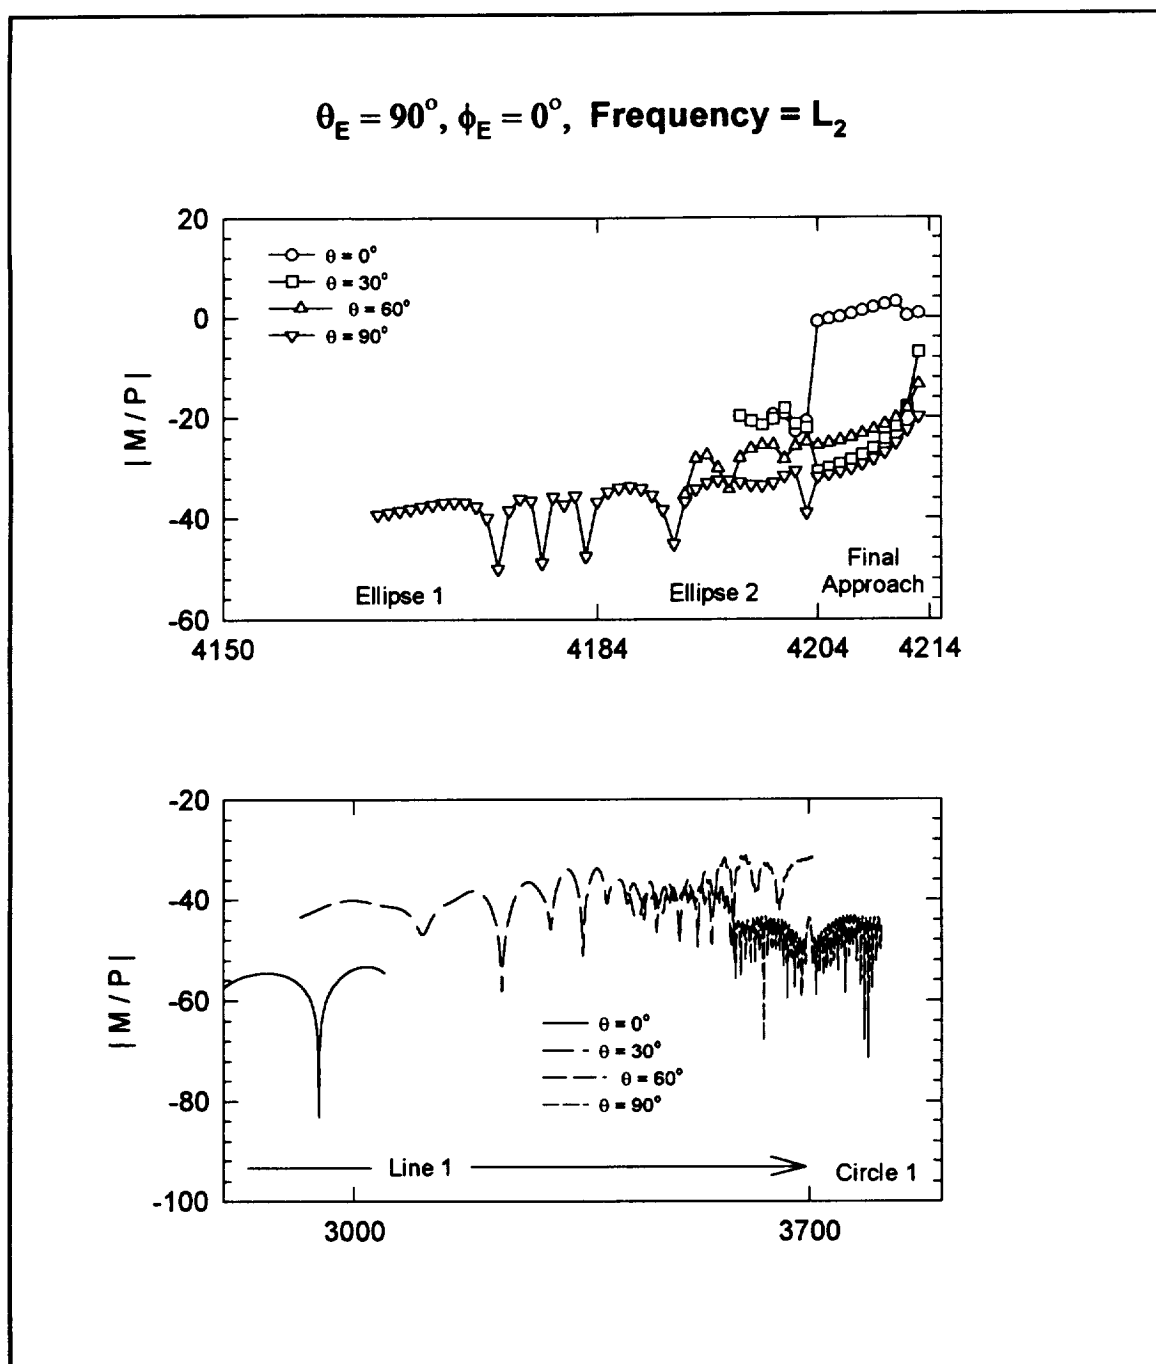 θE = 90°, ϕE = 0°, Frequency = L2
20
0
-20
-40
-60
|M/P|
θ = 0°
θ = 30°
θ = 60°
θ = 90°
Ellipse 1
Ellipse 2
Final
Approach
4150
4184
4204
4214
-20
-40
-60
-80
-100
|M/P|
θ = 0°
θ = 30°
θ = 60°
θ = 90°
Line 1
Circle 1
3000
3700